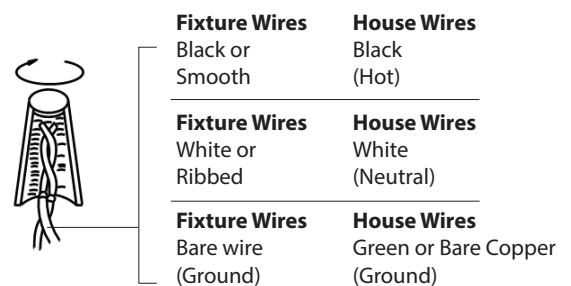 Fixture Wires House Wires
Black or Black
Smooth (Hot)
Fixture Wires House Wires
White or White
Ribbed (Neutral)
Fixture Wires House Wires
Bare wire Green or Bare Copper
(Ground) (Ground)